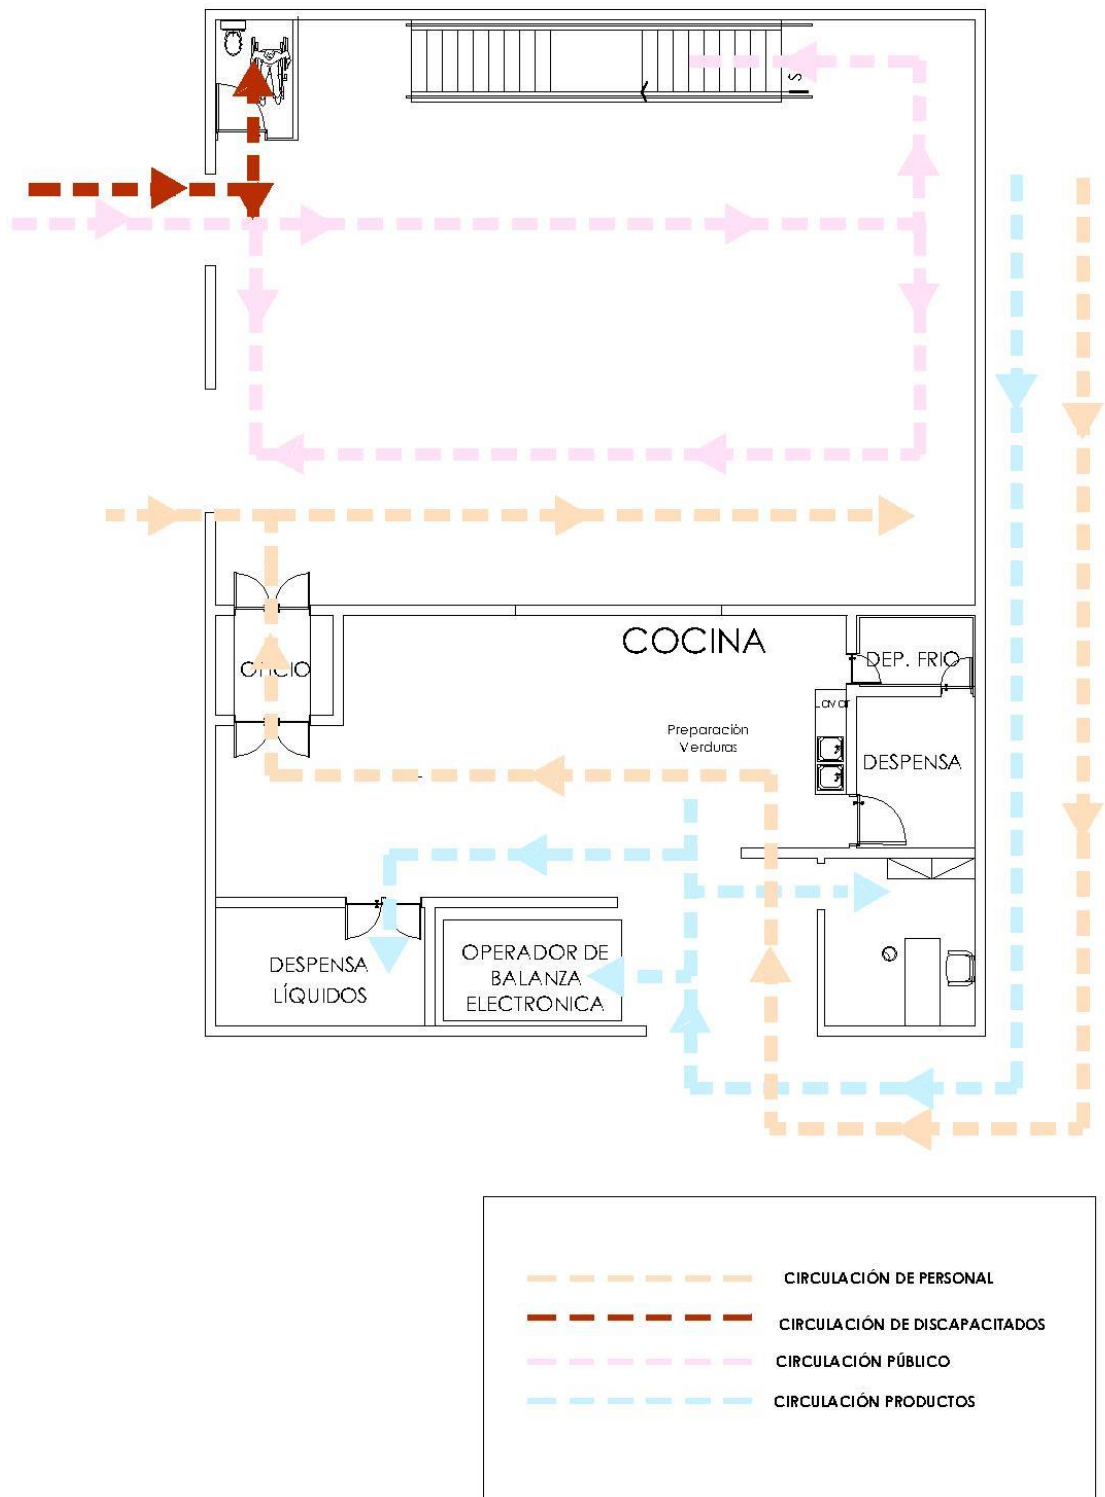 S
COCINA
OFICIO
DEP. FRIO
Lavar
Preparación
Verduras
DESPENSA
DESPENSA
LÍQUIDOS
OPERADOR DE
BALANZA
ELECTRONICA
CIRCULACIÓN DE PERSONAL
CIRCULACIÓN DE DISCAPACITADOS
CIRCULACIÓN PÚBLICO
CIRCULACIÓN PRODUCTOS